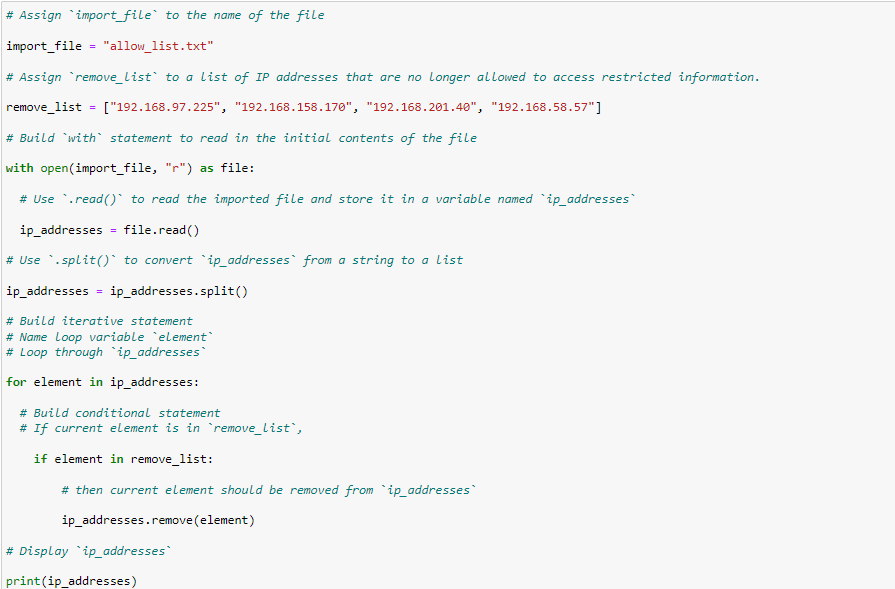 # Assign `import_file` to the name of the file
import_file = "allow_list.txt"
# Assign `remove_list` to a list of IP addresses that are no longer allowed to access restricted information.
remove_list = ["192.168.97.225", "192.168.158.170", "192.168.201.40", "192.168.58.57"]
# Build `with` statement to read in the initial contents of the file
with open(import_file, "r") as file:
  # Use `.read()` to read the imported file and store it in a variable named `ip_addresses`
  ip_addresses = file.read()
# Use `.split()` to convert `ip_addresses` from a string to a list
ip_addresses = ip_addresses.split()
# Build iterative statement
# Name loop variable `element`
# Loop through `ip_addresses`
for element in ip_addresses:
  # Build conditional statement
  # If current element is in `remove_list`,
    if element in remove_list:
        # then current element should be removed from `ip_addresses`
        ip_addresses.remove(element)
# Display `ip_addresses`
print(ip_addresses)